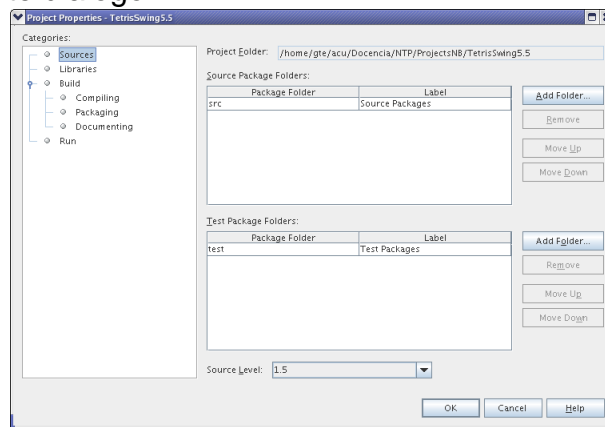 Project Properties - TetrisSwing5.5
Categories:
Sources
Libraries
Build
Compiling
Packaging
Documenting
Run
Project Folder: /home/gte/acu/Docencia/NTP/ProjectsNB/TetrisSwing5.5
Source Package Folders:
Package Folder Label
src Source Packages
Add Folder...
Remove
Move Up
Move Down
Test Package Folders:
Package Folder Label
test Test Packages
Add Folder...
Remove
Move Up
Move Down
Source Level: 1.5
OK Cancel Help